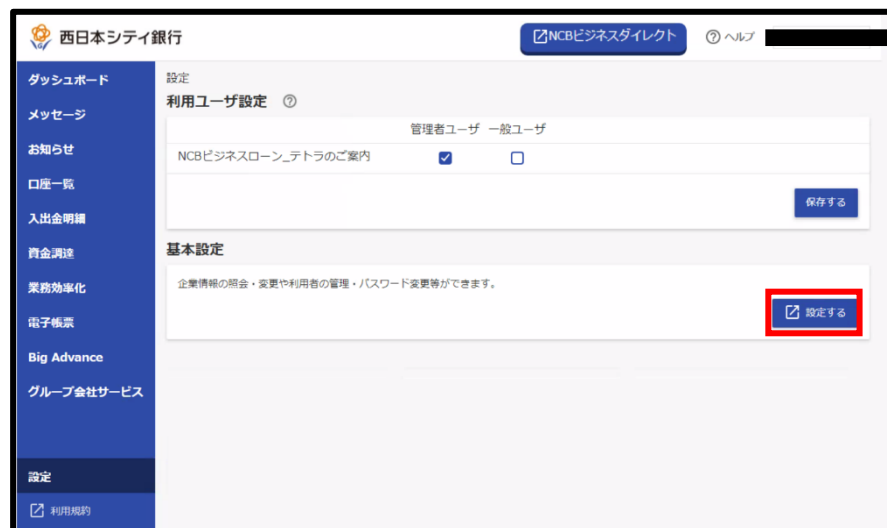 西日本シティ銀行
NCBビジネスダイレクト
ヘルプ
ダッシュボード
メッセージ
お知らせ
口座一覧
入出金明細
資金調達
業務効率化
電子帳票
Big Advance
グループ会社サービス
設定
利用規約
設定
利用ユーザ設定
管理者ユーザ 一般ユーザ
NCBビジネスローン_テトラのご案内
保存する
基本設定
企業情報の照会・変更や利用者の管理・パスワード変更等ができます。
設定する